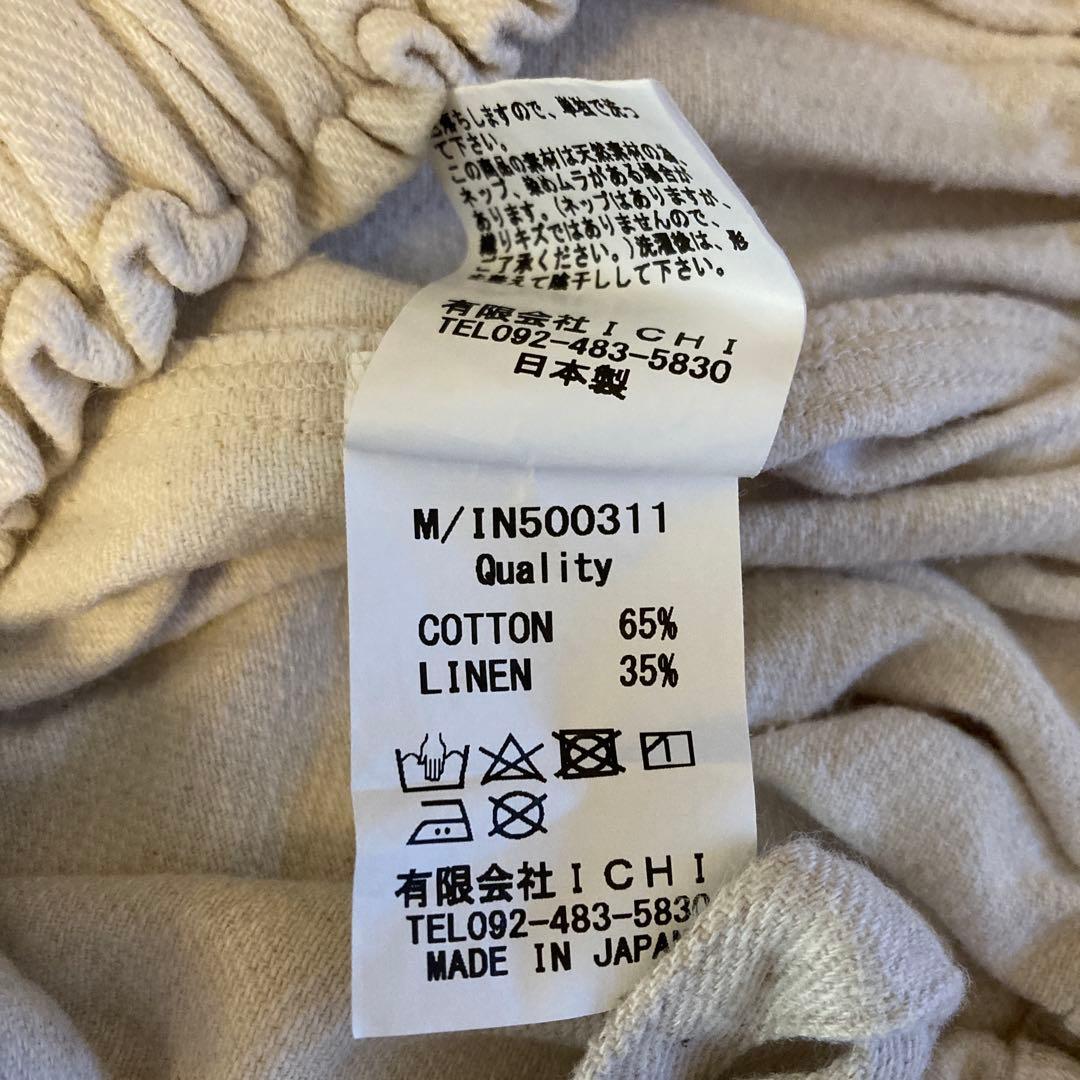 落ちしますので、単独で洗っ
て下さい。
この商品の素材は天然素材の為、
ネップ、染めムラがある場合が
あります。(ネップはありますが、
織りキズではありませんので、
ご了承ください。)洗濯後は、形
を整えて陰干しして下さい。
有限会社ICHI
TEL092-483-5830
日本製
M/IN500311
Quality
COTTON 65%
LINEN 35%
有限会社ICHI
TEL092-483-5830
MADE IN JAPAN